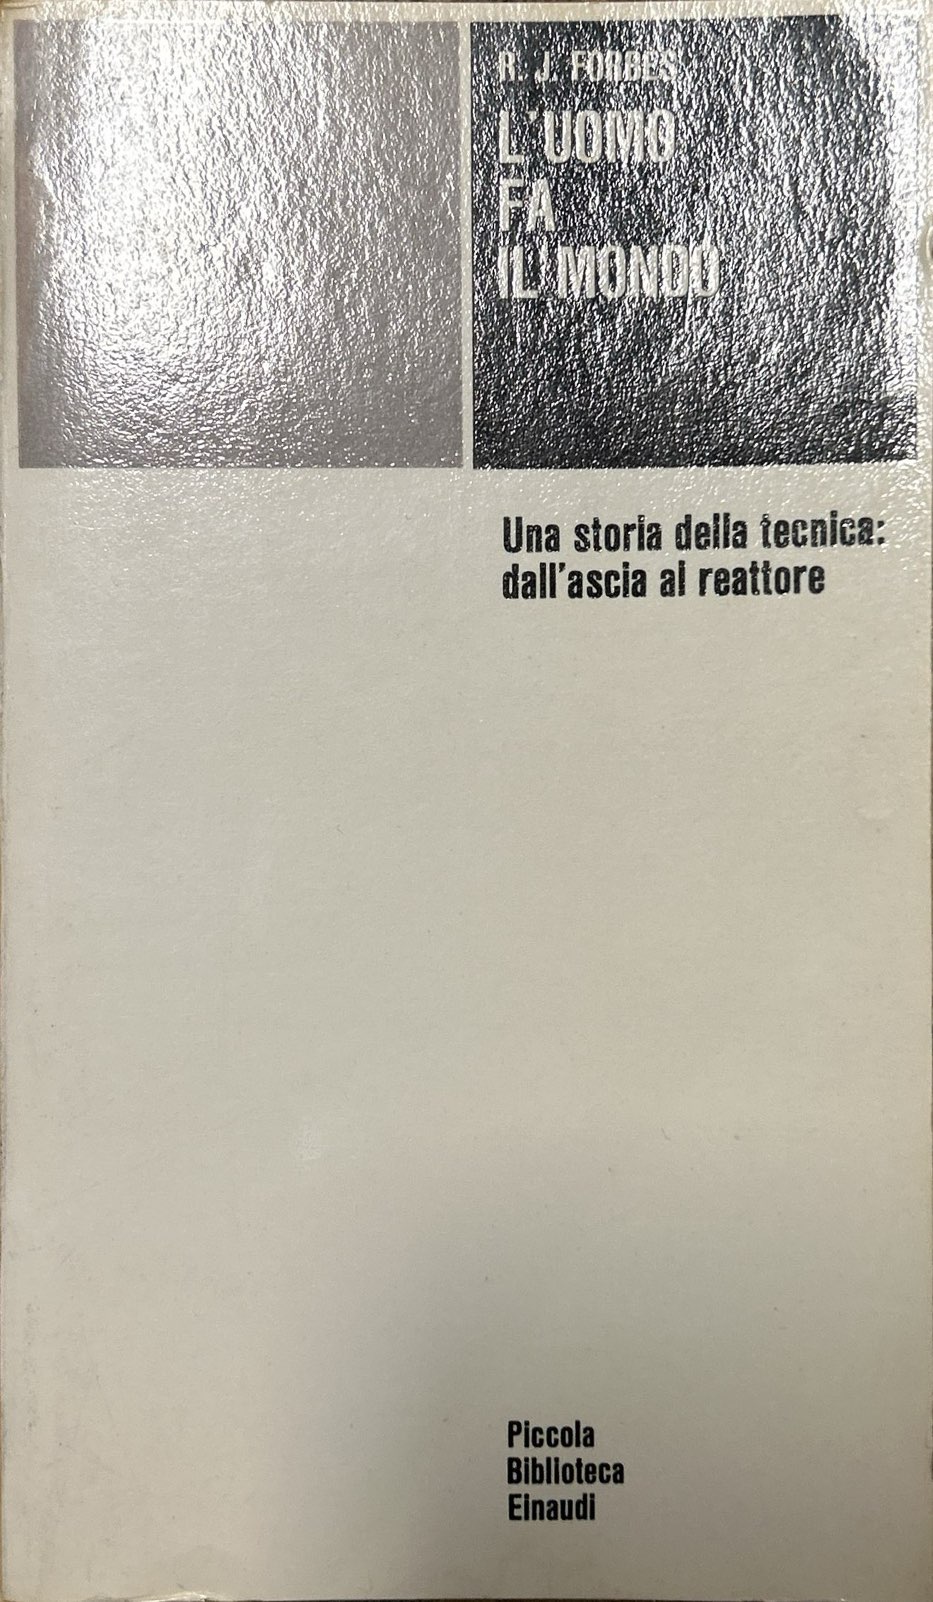 R. J. FORBES
L'UOMO
FA
IL MONDO
Una storia della tecnica:
dall'ascia al reattore
Piccola
Biblioteca
Einaudi